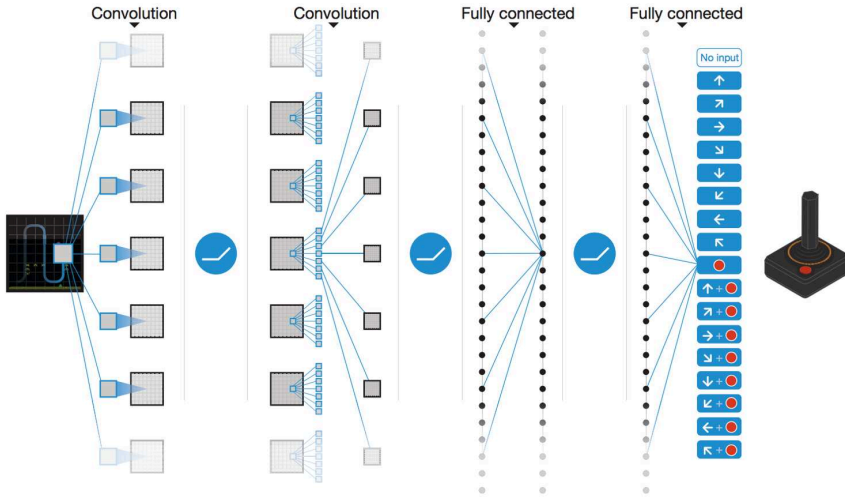 Convolution
Convolution
Fully connected
Fully connected
No input
+
+
+
+
+
+
+
+